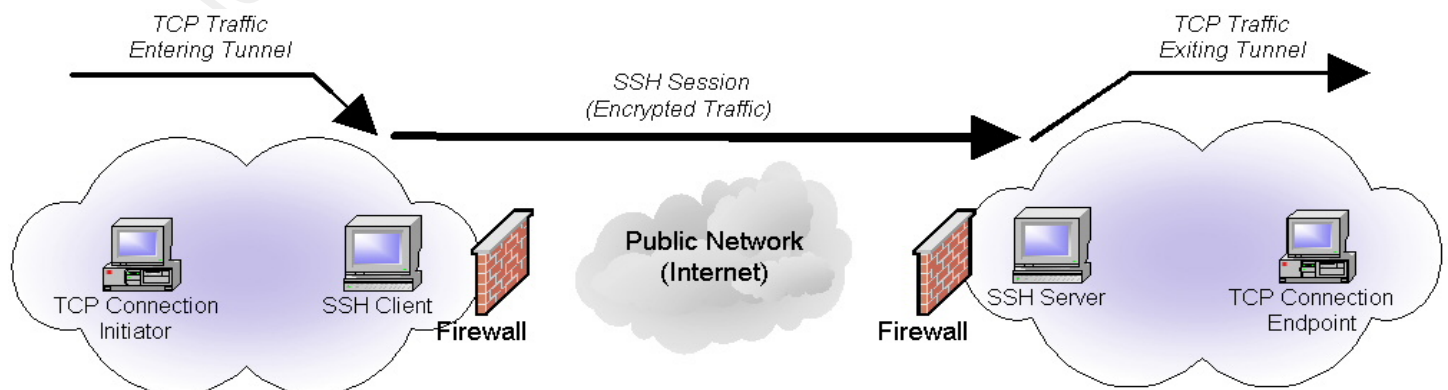 TCP Traffic
Entering Tunnel
TCP Traffic
Exiting Tunnel
SSH Session
(Encrypted Traffic)
Public Network
(Internet)
TCP Connection
Initiator
SSH Client
Firewall
Firewall
SSH Server
TCP Connection
Endpoint